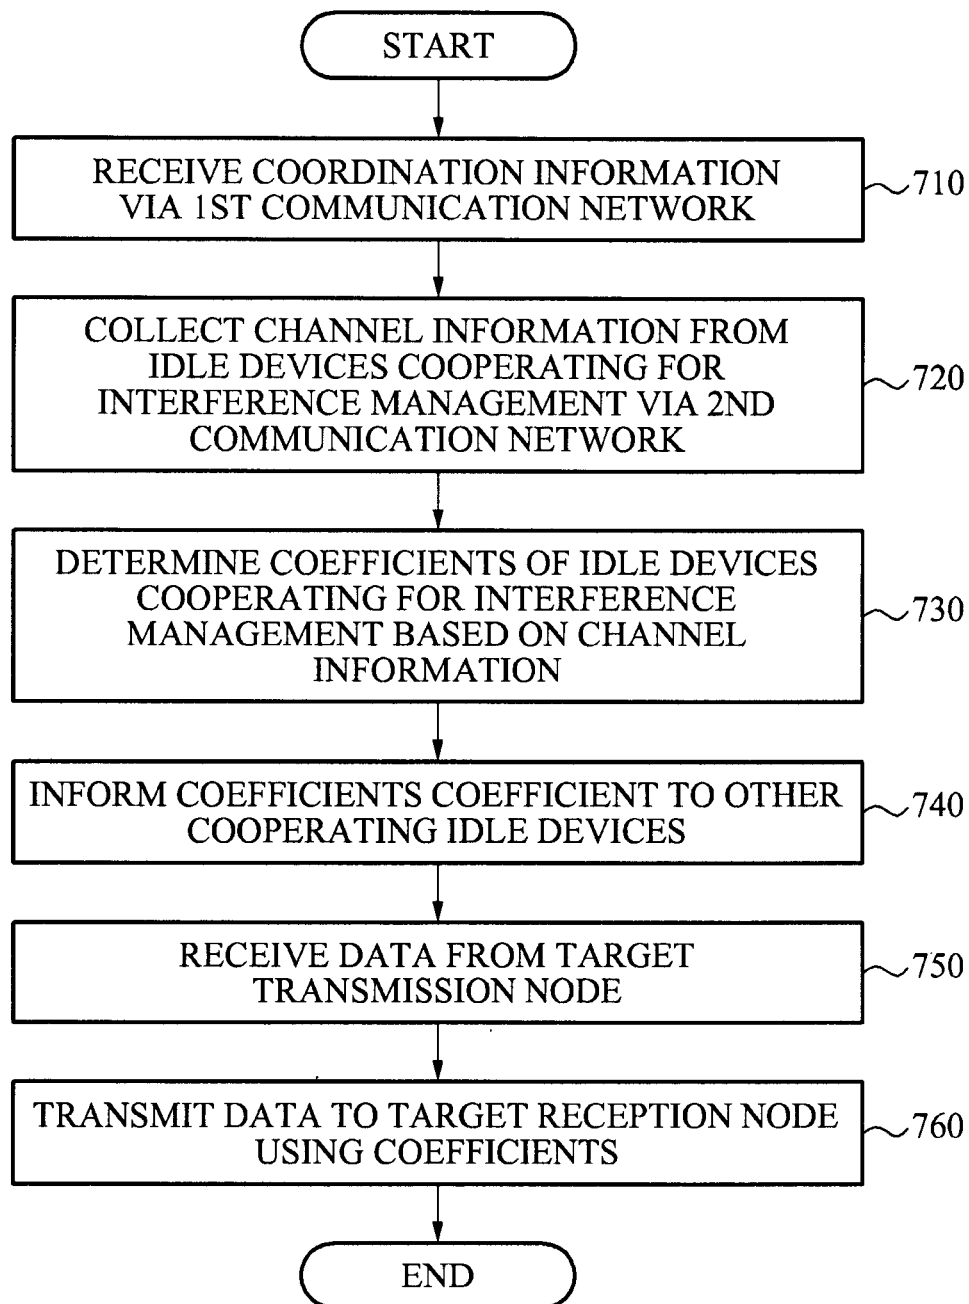 START
RECEIVE COORDINATION INFORMATION
VIA 1ST COMMUNICATION NETWORK
710
COLLECT CHANNEL INFORMATION FROM
IDLE DEVICES COOPERATING FOR
INTERFERENCE MANAGEMENT VIA 2ND
COMMUNICATION NETWORK
720
DETERMINE COEFFICIENTS OF IDLE DEVICES
COOPERATING FOR INTERFERENCE
MANAGEMENT BASED ON CHANNEL
INFORMATION
730
INFORM COEFFICIENTS COEFFICIENT TO OTHER
COOPERATING IDLE DEVICES
740
RECEIVE DATA FROM TARGET
TRANSMISSION NODE
750
TRANSMIT DATA TO TARGET RECEPTION NODE
USING COEFFICIENTS
760
END